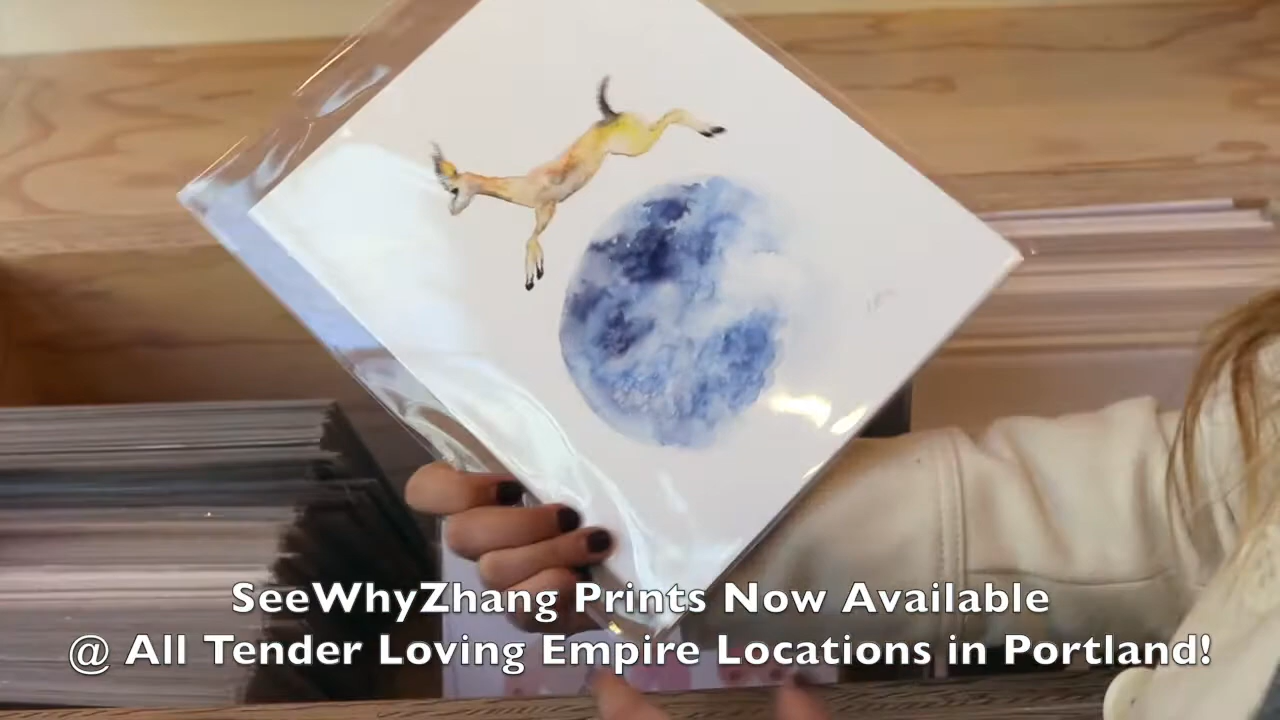 SeeWhyZhang Prints Now Available
@ All Tender Loving Empire Locations in Portland!